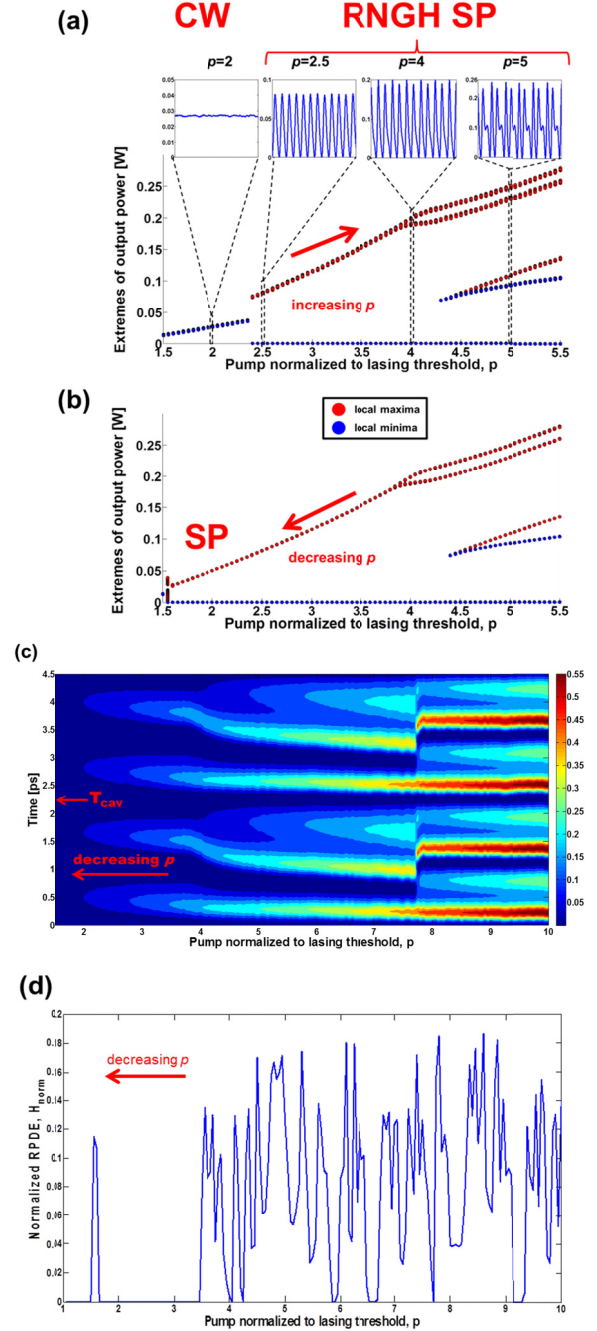 (a) CW RNGH SP
p=2 p=2.5 p=4 p=5
0.05
0.04
0.03
0.02
0.01
0
0.1
0.05
0
0.2
0.1
0
0.2
0.1
0
Extremes of output power [W]
0.25
0.2
0.15
0.1
0.05
0
increasing p
1.5 2 2.5 3 3.5 4 4.5 5 5.5
Pump normalized to lasing threshold, p
(b)
local maxima
local minima
Extremes of output power [W]
0.25
0.2
0.15
0.1
0.05
0
SP
decreasing p
1.5 2 2.5 3 3.5 4 4.5 5 5.5
Pump normalized to lasing threshold, p
(c)
Time [ps]
4.5
4
3.5
3
2.5
2
1.5
1
0.5
0
Tcav
decreasing p
2 3 4 5 6 7 8 9 10
Pump normalized to lasing threshold, p
0.55
0.5
0.45
0.4
0.35
0.3
0.25
0.2
0.15
0.1
0.05
(d)
Normalized RPDE, Hnorm
0.2
0.18
0.16
0.14
0.12
0.1
0.08
0.06
0.04
0.02
0
decreasing p
1 2 3 4 5 6 7 8 9 10
Pump normalized to lasing threshold, p